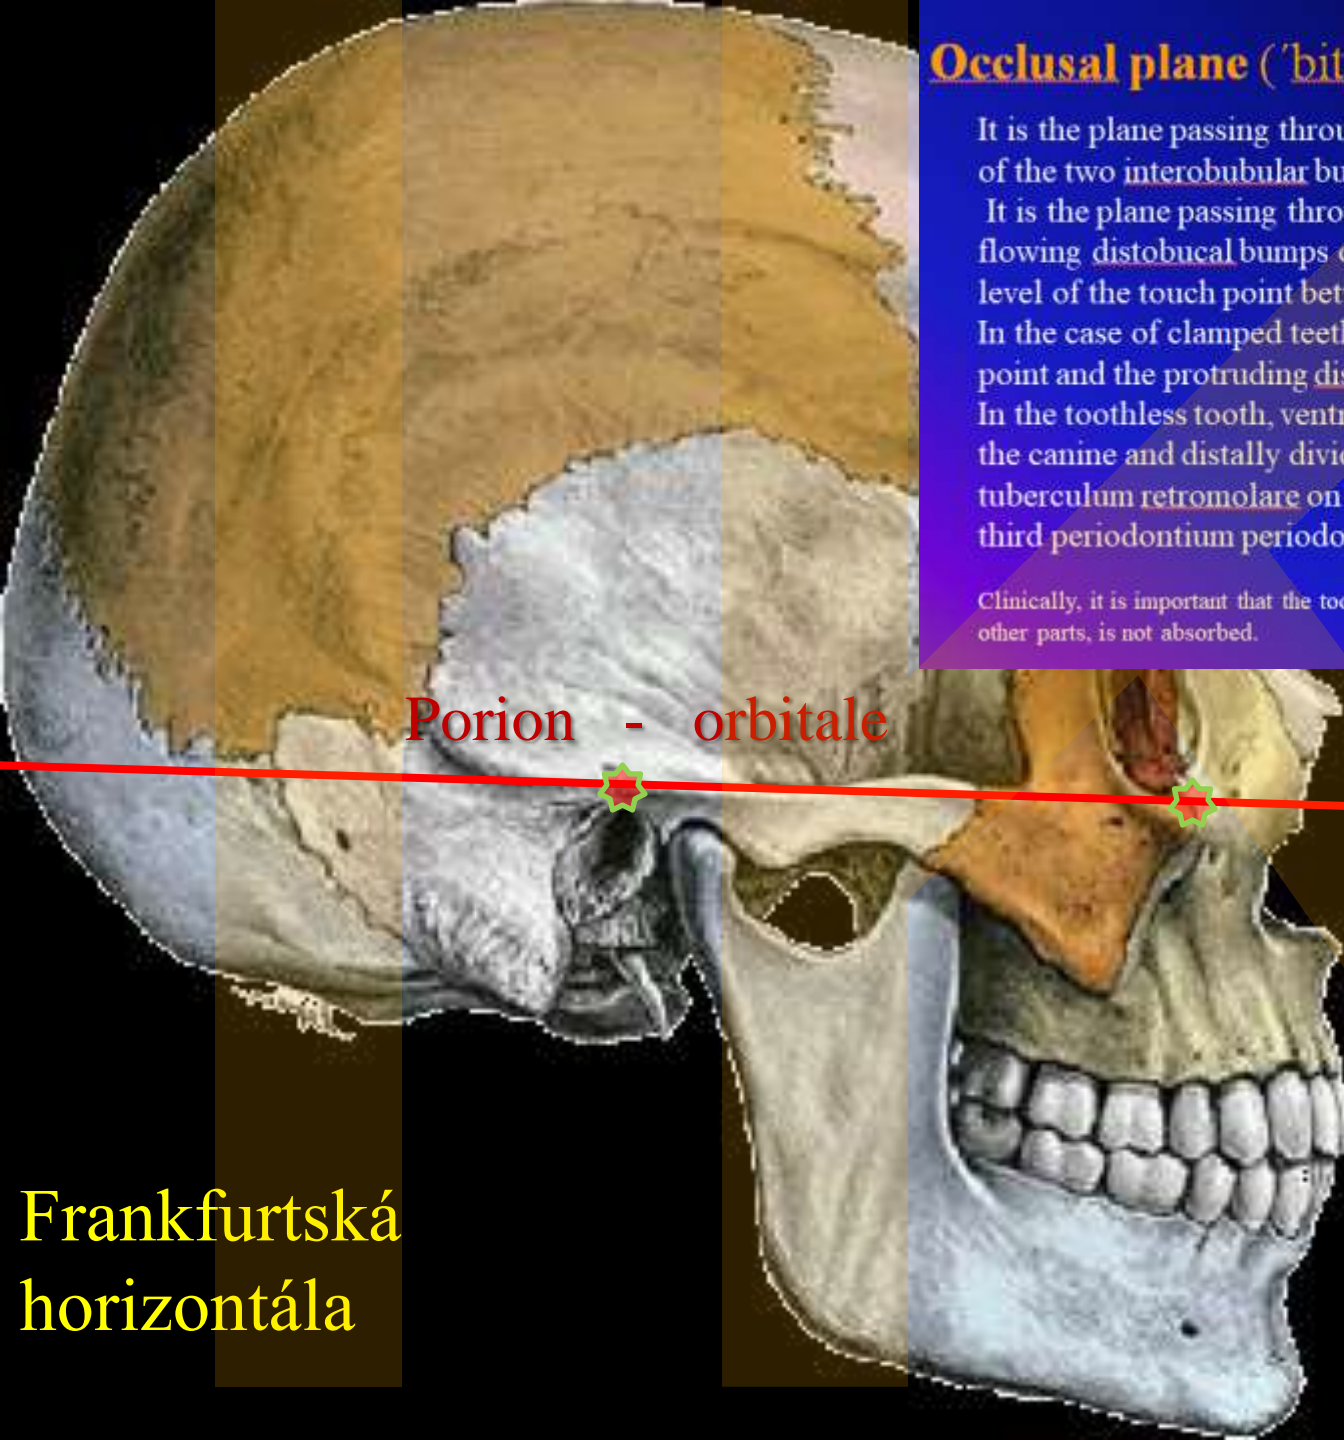 Occlusal plane (´bit
It is the plane passing throu
of the two interobubular bu
It is the plane passing thro
flowing distobucal bumps
level of the touch point bet
In the case of clamped teeth
point and the protruding dis
In the toothless tooth, ventr
the canine and distally divi
tuberculum retromolare on
third periodontium periodo
Clinically, it is important that the too
other parts, is not absorbed.
Porion - orbitale
Frankfurtská
horizontála